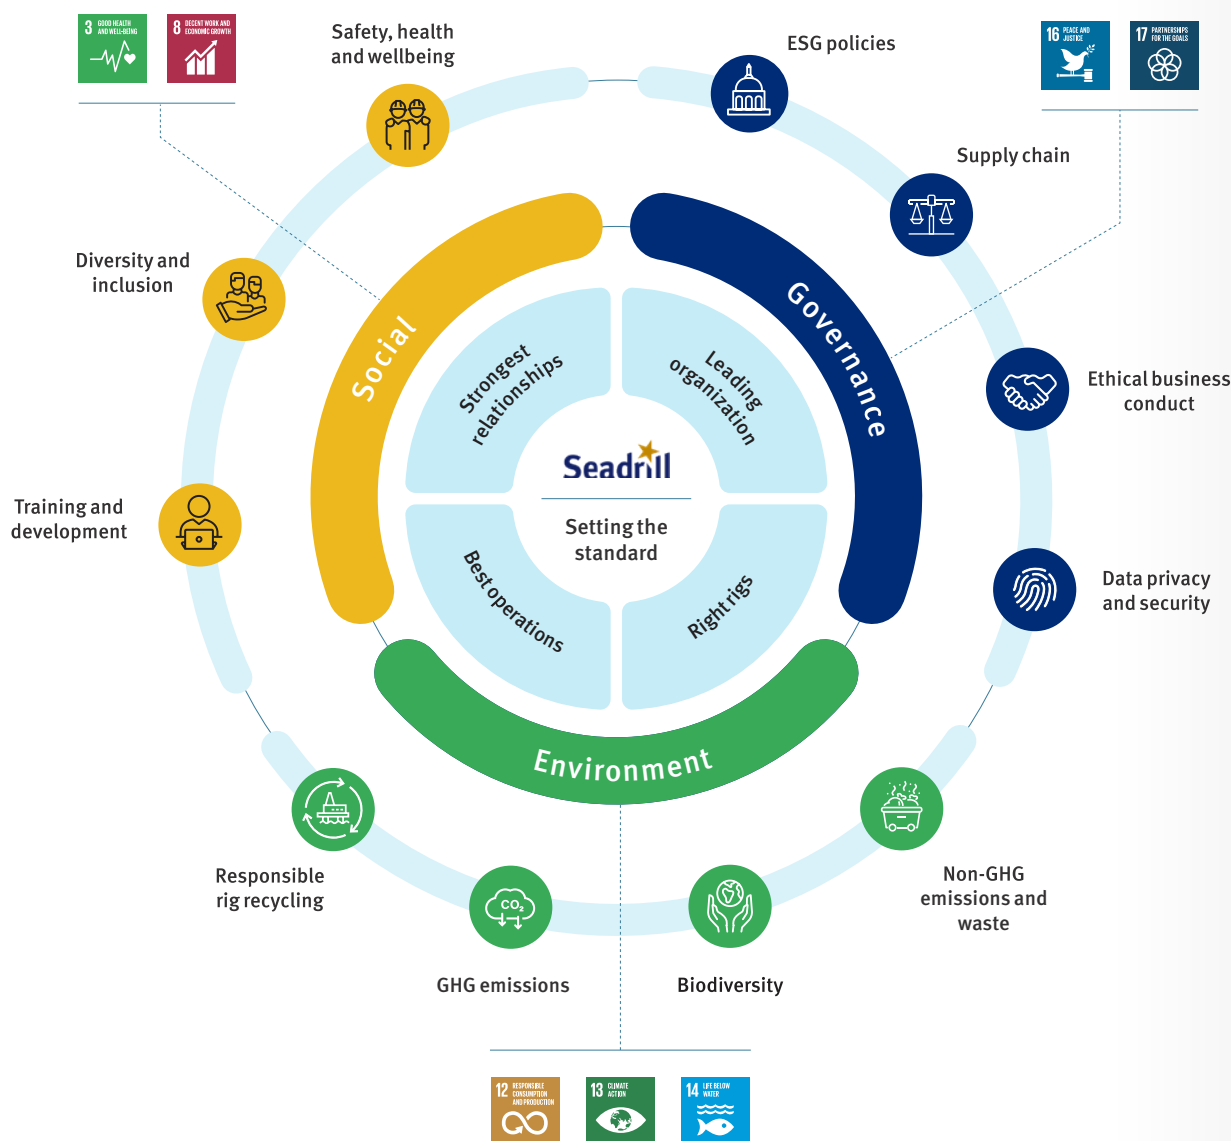 3 GOOD HEALTH
AND WELL-BEING
8 DECENT WORK AND
ECONOMIC GROWTH
16 PEACE AND
JUSTICE
17 PARTNERSHIPS
FOR THE GOALS
Safety, health
and wellbeing
ESG policies
Supply chain
Diversity and
inclusion
Ethical business
conduct
Training and
development
Data privacy
and security
Social
Governance
Environment
Strongest
relationships
Leading
organization
Seadrill
Setting the
standard
Best operations
Right rigs
Responsible
rig recycling
CO₂
GHG emissions
Biodiversity
Non-GHG
emissions and
waste
12 RESPONSIBLE
CONSUMPTION
AND PRODUCTION
13 CLIMATE
ACTION
14 LIFE BELOW
WATER